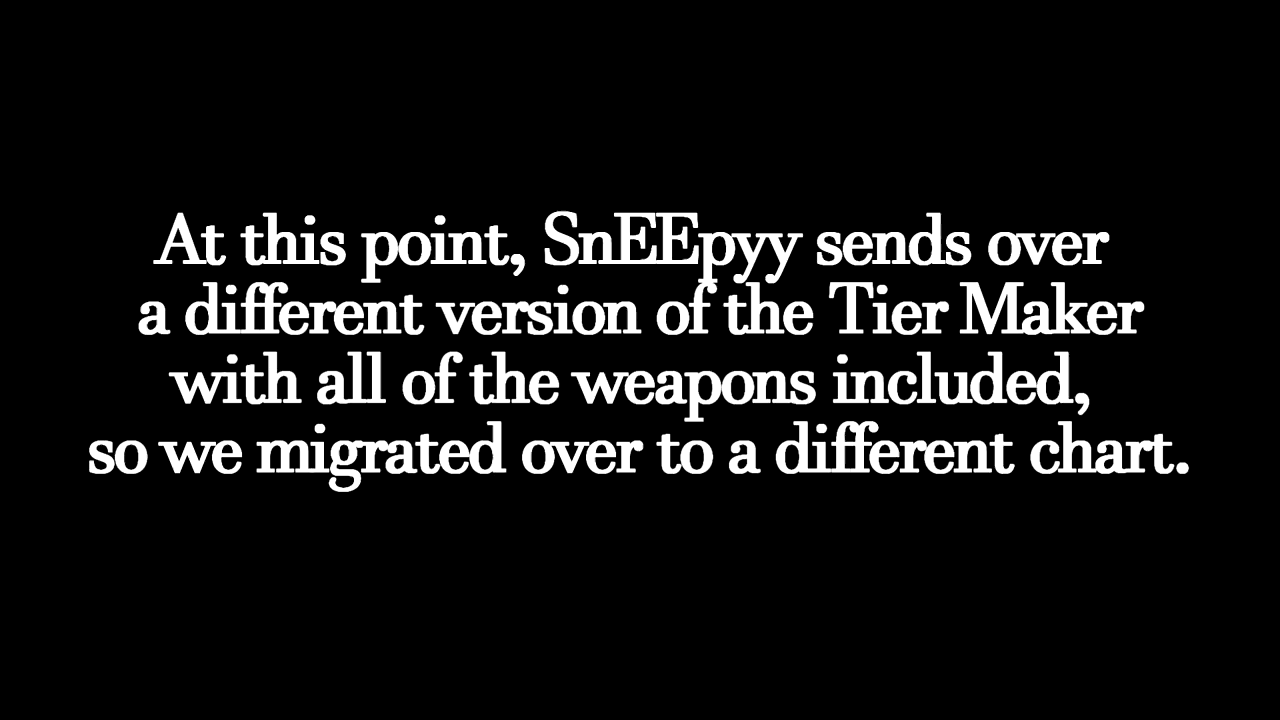 At this point, SnEEpyy sends over
a different version of the Tier Maker
with all of the weapons included,
so we migrated over to a different chart.